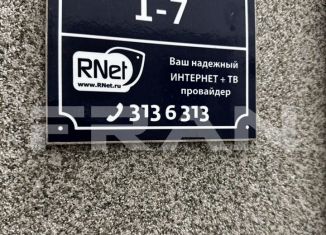 1-7
RNet
www.RNet.ru
Ваш надежный
ИНТЕРНЕТ + ТВ
провайдер
313 6 313